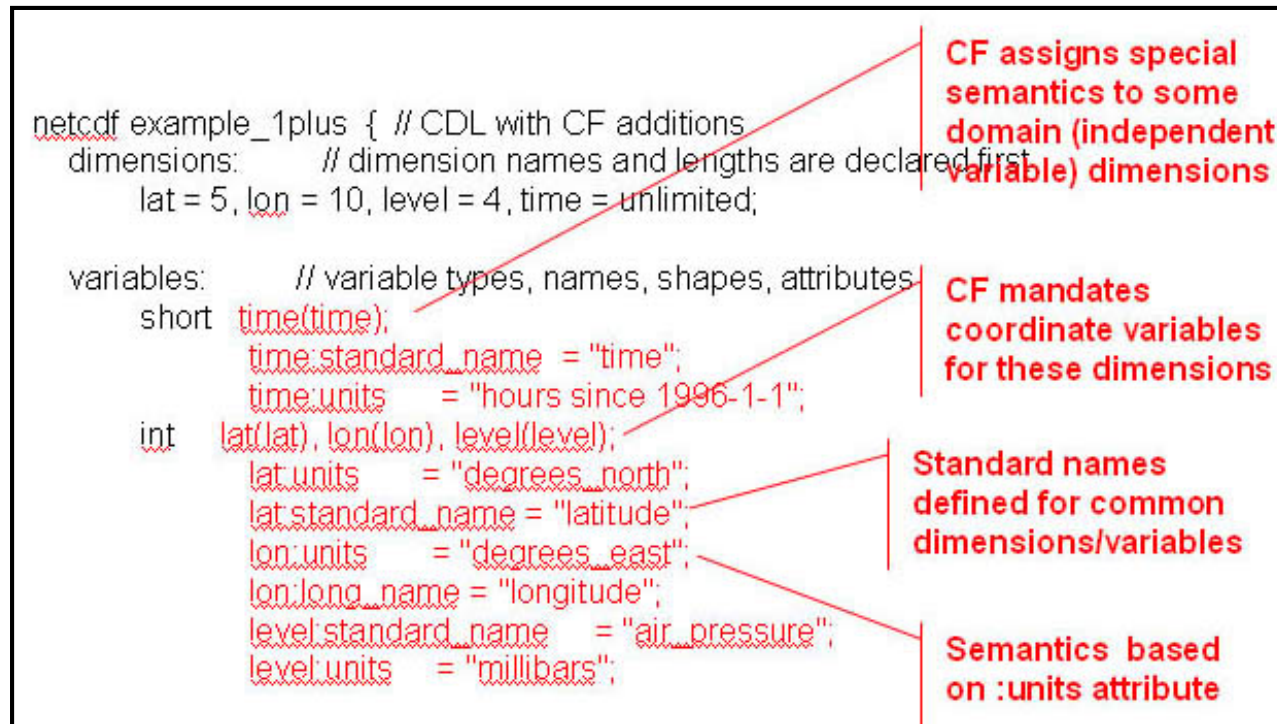 netcdf example_1plus { // CDL with CF additions
dimensions: // dimension names and lengths are declared first
lat = 5, lon = 10, level = 4, time = unlimited;
variables: // variable types, names, shapes, attributes
short time(time);
time:standard_name = "time";
time:units = "hours since 1996-1-1";
int lat(lat), lon(lon), level(level);
lat:units = "degrees_north";
lat:standard_name = "latitude";
lon:units = "degrees_east";
lon:long_name = "longitude";
level:standard_name = "air_pressure";
level:units = "millibars";
CF assigns special
semantics to some
domain (independent
variable) dimensions
CF mandates
coordinate variables
for these dimensions
Standard names
defined for common
dimensions/variables
Semantics based
on :units attribute